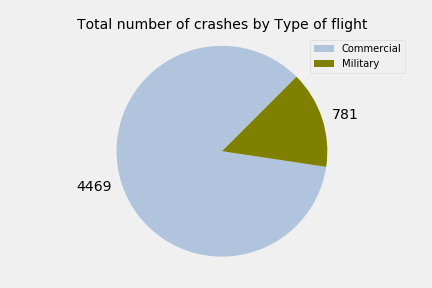 Total number of crashes by Type of flight
Commercial
Military
781
4469